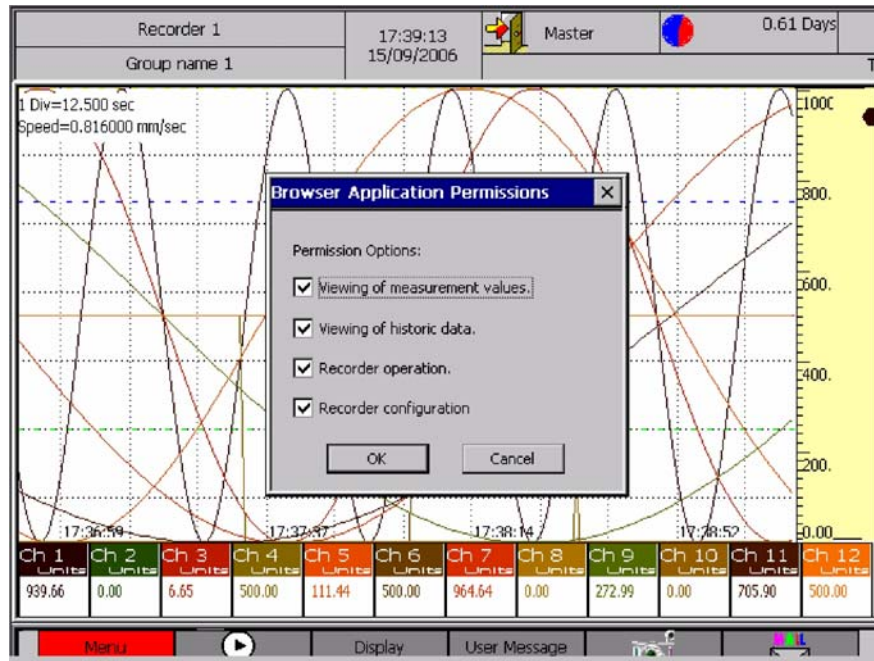 Recorder 1
17:39:13
15/09/2006
Master
0.61 Days
Group name 1
T
1 Div=12.500 sec
Speed=0.816000 mm/sec
Browser Application Permissions
Permission Options:
Viewing of measurement values.
Viewing of historic data.
Recorder operation.
Recorder configuration
OK Cancel
800.
600.
400.
200.
0.00
17:36:59 17:37:37 17:38:14 17:38:52
Ch 1 Ch 2 Ch 3 Ch 4 Ch 5 Ch 6 Ch 7 Ch 8 Ch 9 Ch 10 Ch 11 Ch 12
Units Units Units Units Units Units Units Units Units Units Units Units
939.66 0.00 6.65 500.00 111.44 500.00 964.64 0.00 272.99 0.00 705.90 500.00
Menu Display User Message MAIL